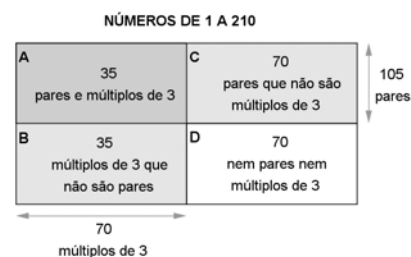 NÚMEROS DE 1 A 210
A
35
pares e múltiplos de 3
C
70
pares que não são
múltiplos de 3
105
pares
B
35
múltiplos de 3 que
não são pares
D
70
nem pares nem
múltiplos de 3
70
múltiplos de 3